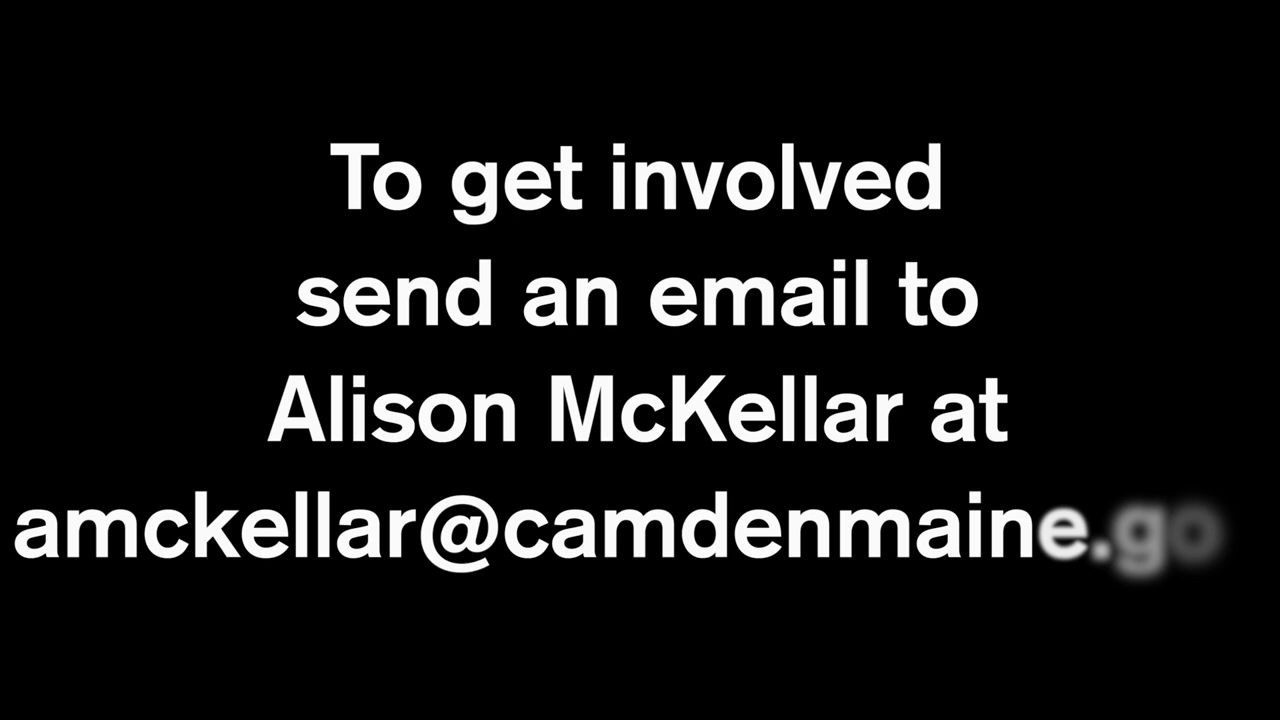 To get involved
send an email to
Alison McKellar at
amckellar@camdenmaine.go